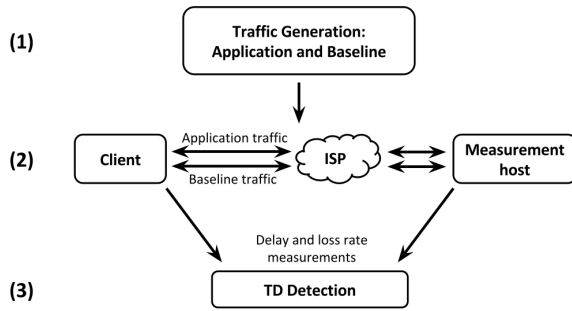 (1)
Traffic Generation:
Application and Baseline
(2)
Client
Application traffic
Baseline traffic
ISP
Measurement
host
Delay and loss rate
measurements
(3)
TD Detection